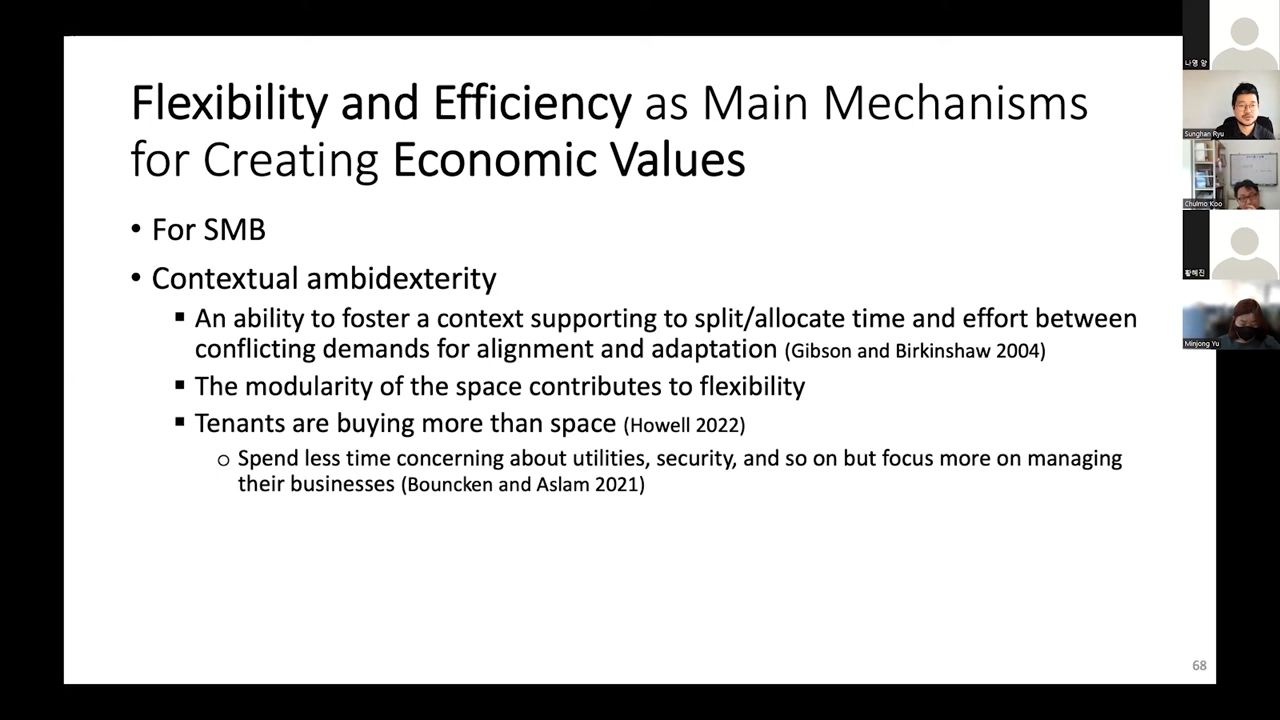 Flexibility and Efficiency as Main Mechanisms
for Creating Economic Values
• For SMB
• Contextual ambidexterity
▪ An ability to foster a context supporting to split/allocate time and effort between
conflicting demands for alignment and adaptation (Gibson and Birkinshaw 2004)
▪ The modularity of the space contributes to flexibility
▪ Tenants are buying more than space (Howell 2022)
o Spend less time concerning about utilities, security, and so on but focus more on managing
their businesses (Bouncken and Aslam 2021)
68
나영 양
Sunghan Ryu
Chulmo Koo
황혜진
Minjong Yu